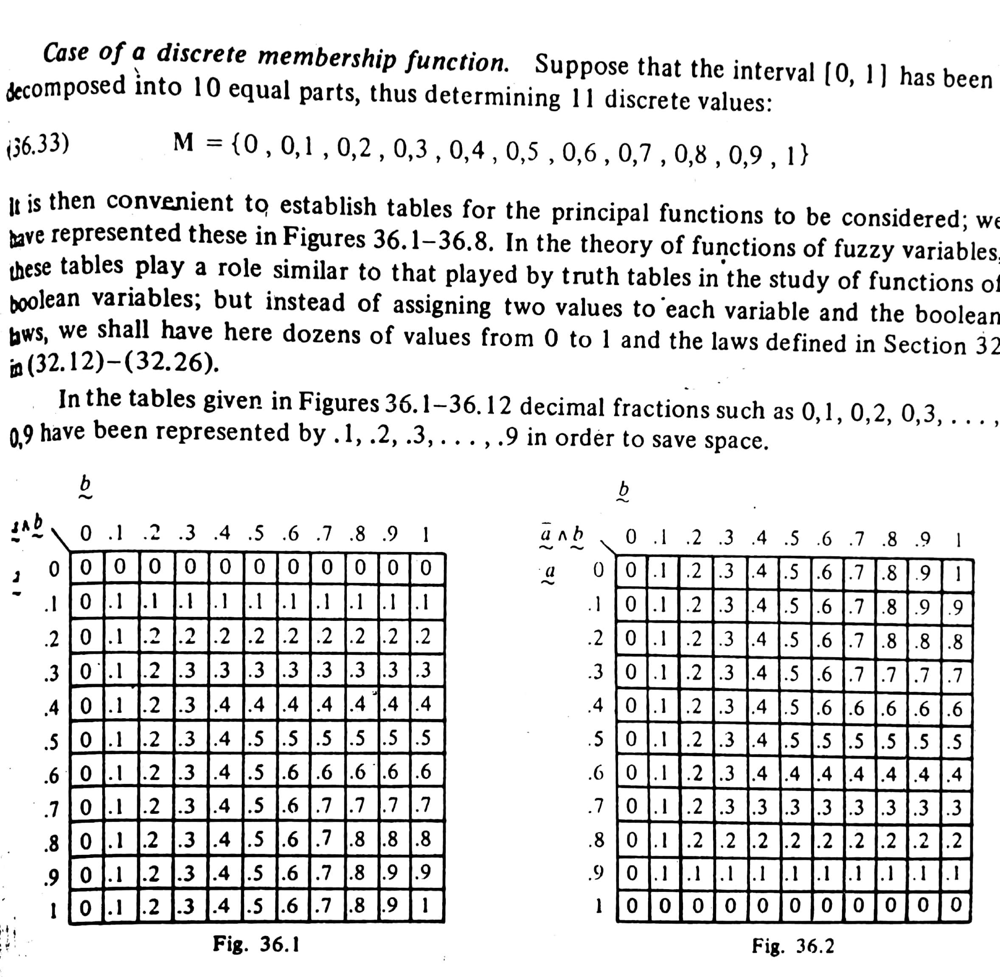 Case of a discrete membership function. Suppose that the interval [0, 1] has been
decomposed into 10 equal parts, thus determining 11 discrete values:
(36.33) M = {0 , 0,1 , 0,2 , 0,3 , 0,4 , 0,5 , 0,6 , 0,7 , 0,8 , 0,9 , 1}
It is then convenient to establish tables for the principal functions to be considered; we
have represented these in Figures 36.1–36.8. In the theory of functions of fuzzy variables,
these tables play a role similar to that played by truth tables in the study of functions of
boolean variables; but instead of assigning two values to each variable and the boolean
laws, we shall have here dozens of values from 0 to 1 and the laws defined in Section 32
in (32.12)–(32.26).
In the tables given in Figures 36.1–36.12 decimal fractions such as 0,1, 0,2, 0,3, . . . ,
0,9 have been represented by .1, .2, .3, . . . , .9 in order to save space.
b
a ∧ b 0 .1 .2 .3 .4 .5 .6 .7 .8 .9 1
a 0 0 0 0 0 0 0 0 0 0 0 0
.1 0 .1 .1 .1 .1 .1 .1 .1 .1 .1 .1
.2 0 .1 .2 .2 .2 .2 .2 .2 .2 .2 .2
.3 0 .1 .2 .3 .3 .3 .3 .3 .3 .3 .3
.4 0 .1 .2 .3 .4 .4 .4 .4 .4 .4 .4
.5 0 .1 .2 .3 .4 .5 .5 .5 .5 .5 .5
.6 0 .1 .2 .3 .4 .5 .6 .6 .6 .6 .6
.7 0 .1 .2 .3 .4 .5 .6 .7 .7 .7 .7
.8 0 .1 .2 .3 .4 .5 .6 .7 .8 .8 .8
.9 0 .1 .2 .3 .4 .5 .6 .7 .8 .9 .9
1 0 .1 .2 .3 .4 .5 .6 .7 .8 .9 1
Fig. 36.1
b
ā ∧ b 0 .1 .2 .3 .4 .5 .6 .7 .8 .9 1
a 0 0 .1 .2 .3 .4 .5 .6 .7 .8 .9 1
.1 0 .1 .2 .3 .4 .5 .6 .7 .8 .9 .9
.2 0 .1 .2 .3 .4 .5 .6 .7 .8 .8 .8
.3 0 .1 .2 .3 .4 .5 .6 .7 .7 .7 .7
.4 0 .1 .2 .3 .4 .5 .6 .6 .6 .6 .6
.5 0 .1 .2 .3 .4 .5 .5 .5 .5 .5 .5
.6 0 .1 .2 .3 .4 .4 .4 .4 .4 .4 .4
.7 0 .1 .2 .3 .3 .3 .3 .3 .3 .3 .3
.8 0 .1 .2 .2 .2 .2 .2 .2 .2 .2 .2
.9 0 .1 .1 .1 .1 .1 .1 .1 .1 .1 .1
1 0 0 0 0 0 0 0 0 0 0 0
Fig. 36.2